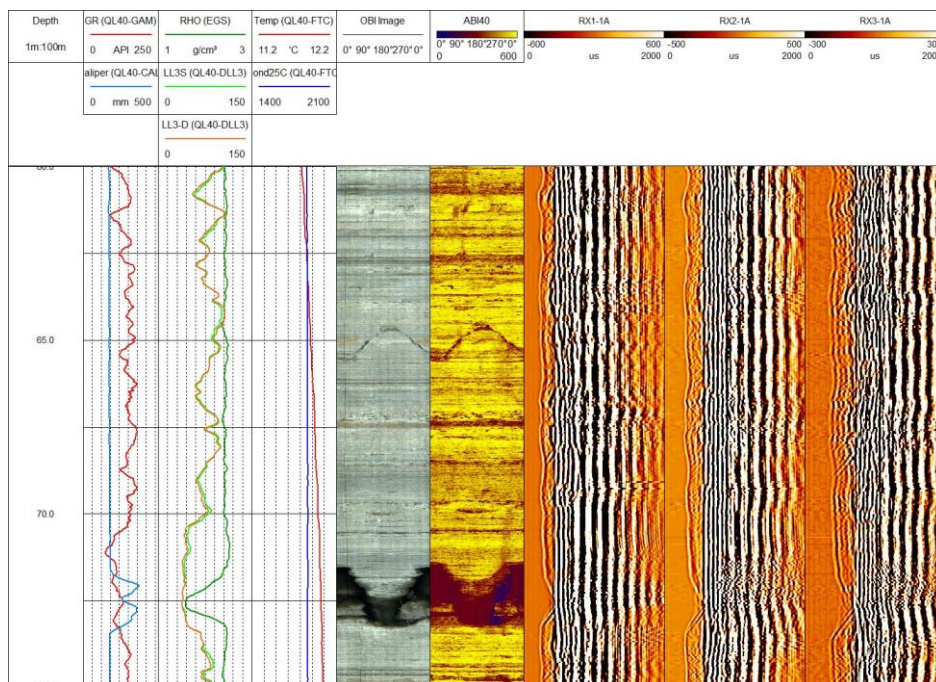 Depth
1m:100m
GR (QL40-GAM)
0 API 250
aliper (QL40-CAL
0 mm 500
RHO (EGS)
1 g/cm³ 3
LL3S (QL40-DLL3)
0 150
LL3-D (QL40-DLL3)
0 150
Temp (QL40-FTC)
11.2 'C 12.2
ond25C (QL40-FTC
1400 2100
OBI Image
0° 90° 180°270° 0°
ABI40
0° 90° 180°270°0°
0 600
RX1-1A
-600 600
0 us 2000
RX2-1A
-500 500
0 us 2000
RX3-1A
-300 30
0 us 200
65.0
70.0